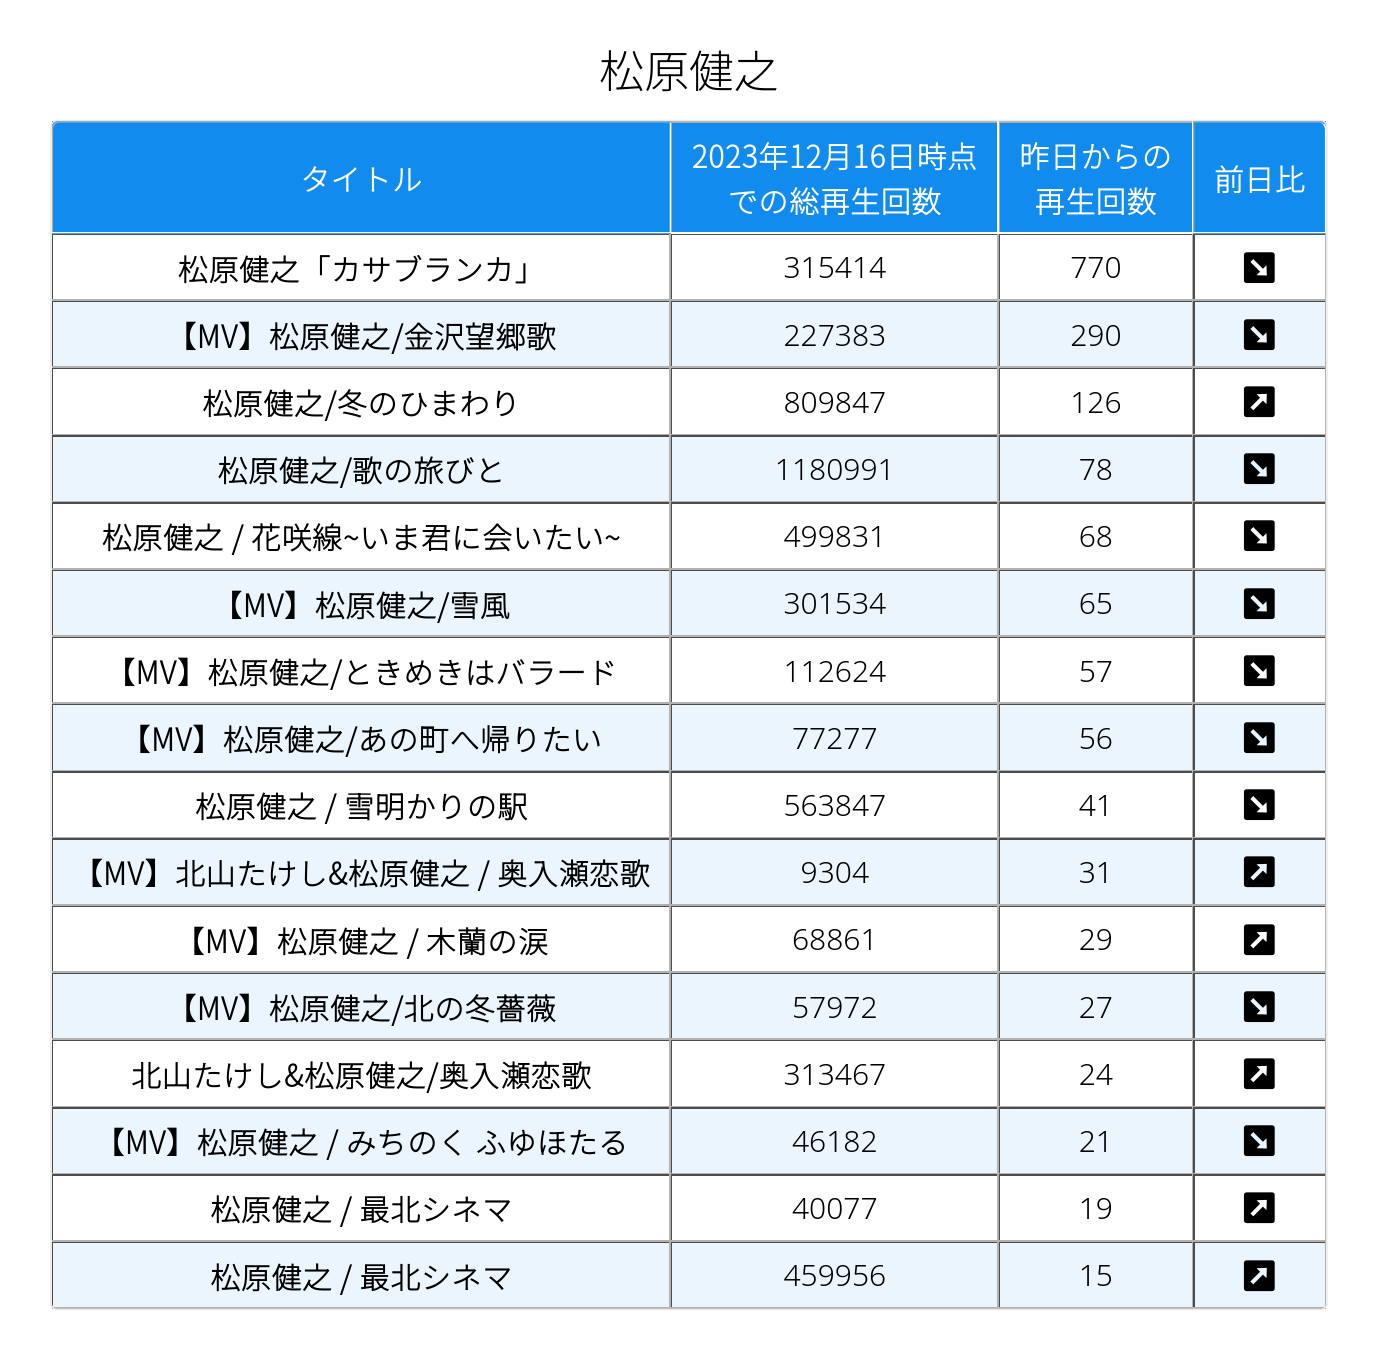 松原健之
タイトル 2023年12月16日時点での総再生回数 昨日からの再生回数 前日比
松原健之「カサブランカ」 315414 770 ↘
【MV】松原健之/金沢望郷歌 227383 290 ↘
松原健之/冬のひまわり 809847 126 ↗
松原健之/歌の旅びと 1180991 78 ↘
松原健之 / 花咲線~いま君に会いたい~ 499831 68 ↘
【MV】松原健之/雪風 301534 65 ↘
【MV】松原健之/ときめきはバラード 112624 57 ↘
【MV】松原健之/あの町へ帰りたい 77277 56 ↘
松原健之 / 雪明かりの駅 563847 41 ↘
【MV】北山たけし&松原健之 / 奥入瀬恋歌 9304 31 ↗
【MV】松原健之 / 木蘭の涙 68861 29 ↗
【MV】松原健之/北の冬薔薇 57972 27 ↘
北山たけし&松原健之/奥入瀬恋歌 313467 24 ↗
【MV】松原健之 / みちのく ふゆほたる 46182 21 ↘
松原健之 / 最北シネマ 40077 19 ↗
松原健之 / 最北シネマ 459956 15 ↗